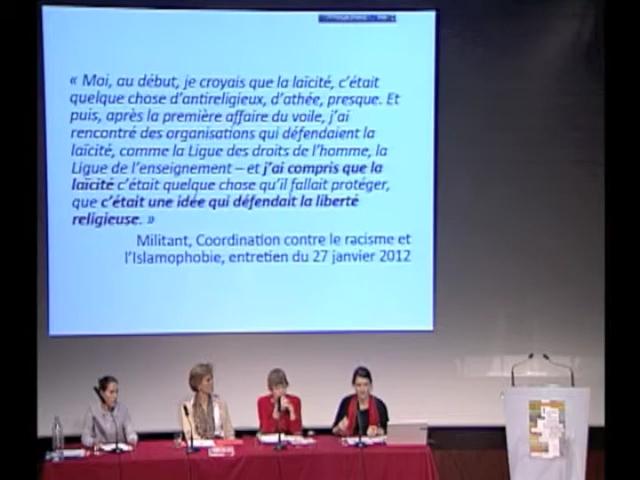 « Moi, au début, je croyais que la laïcité, c'était
quelque chose d'antireligieux, d'athée, presque. Et
puis, après la première affaire du voile, j'ai
rencontré des organisations qui défendaient la
laïcité, comme la Ligue des droits de l'homme, la
Ligue de l'enseignement – et j'ai compris que la
laïcité c'était quelque chose qu'il fallait protéger,
que c'était une idée qui défendait la liberté
religieuse. »
Militant, Coordination contre le racisme et
l'Islamophobie, entretien du 27 janvier 2012